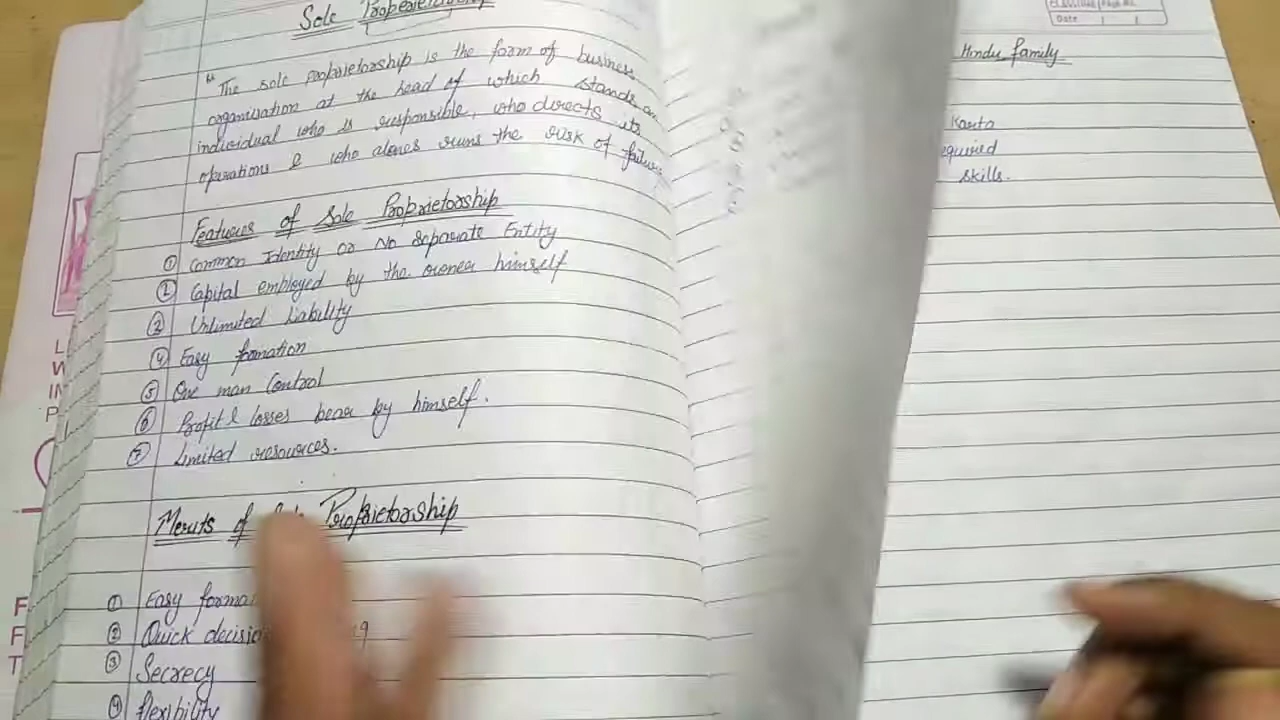 Sole Proprietorship
"The sole proprietorship is the form of business
organisation at the head of which stands an
individual who is responsible, who directs its
operations & who alones runs the risk of failure
Features of Sole Proprietorship
① Common Identity or No Separate Entity
② Capital employed by the owner himself
③ Unlimited Liability
④ Easy formation
⑤ One man Control
⑥ Profit & losses bear by himself.
⑦ Limited resources.
Merits of Sole Proprietorship
① Easy forma
② Quick decisio
③ Secrecy
④ flexibility
Date
Hindu family
Karta
equired
skills.